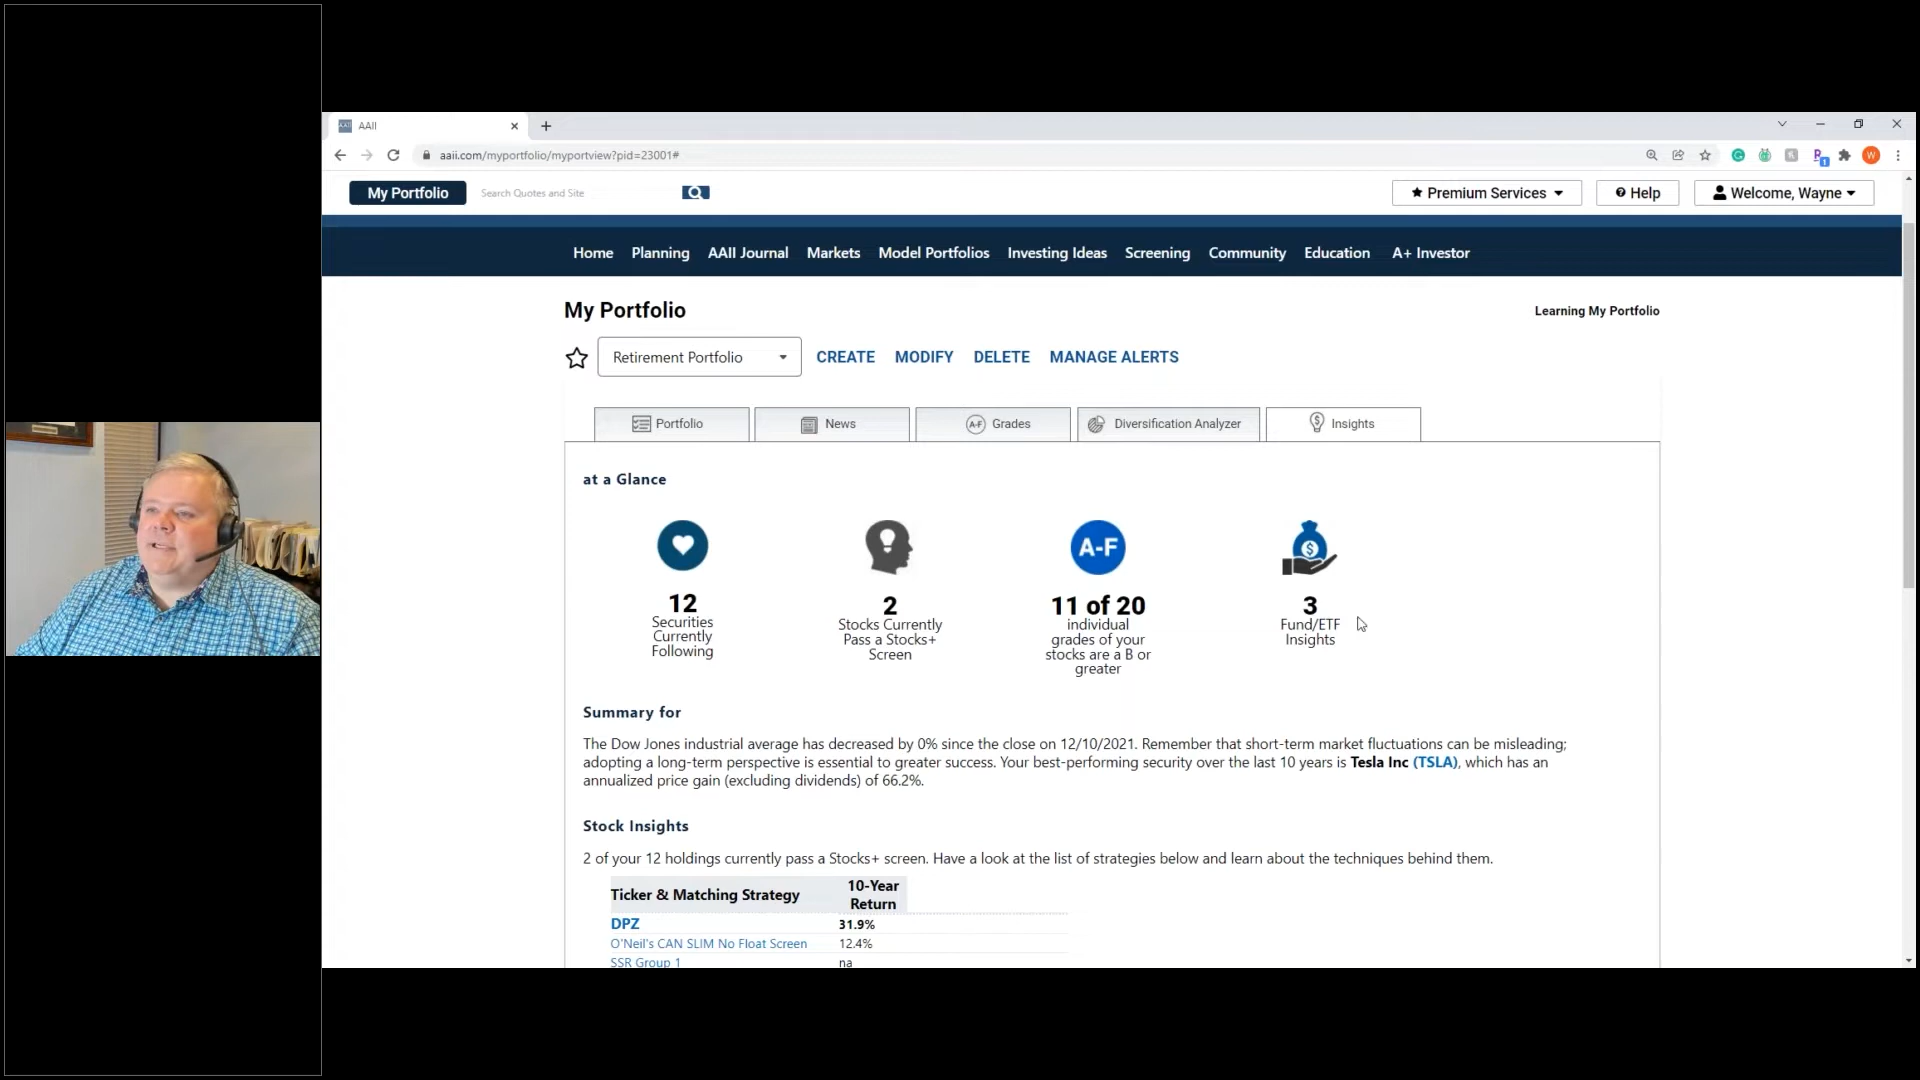 AAII
aaii.com/myportfolio/myportview?pid=23001#
W
My Portfolio
Search Quotes and Site
Premium Services
Help
Welcome, Wayne
Home Planning AAII Journal Markets Model Portfolios Investing Ideas Screening Community Education A+ Investor
My Portfolio
Learning My Portfolio
Retirement Portfolio
CREATE MODIFY DELETE MANAGE ALERTS
Portfolio
News
A-F Grades
Diversification Analyzer
Insights
at a Glance
12
Securities
Currently
Following
2
Stocks Currently
Pass a Stocks+
Screen
A-F
11 of 20
individual
grades of your
stocks are a B or
greater
$
3
Fund/ETF
Insights
Summary for
The Dow Jones industrial average has decreased by 0% since the close on 12/10/2021. Remember that short-term market fluctuations can be misleading;
adopting a long-term perspective is essential to greater success. Your best-performing security over the last 10 years is Tesla Inc (TSLA), which has an
annualized price gain (excluding dividends) of 66.2%.
Stock Insights
2 of your 12 holdings currently pass a Stocks+ screen. Have a look at the list of strategies below and learn about the techniques behind them.
Ticker & Matching Strategy
10-Year
Return
DPZ 31.9%
O'Neil's CAN SLIM No Float Screen 12.4%
SSR Group 1 na